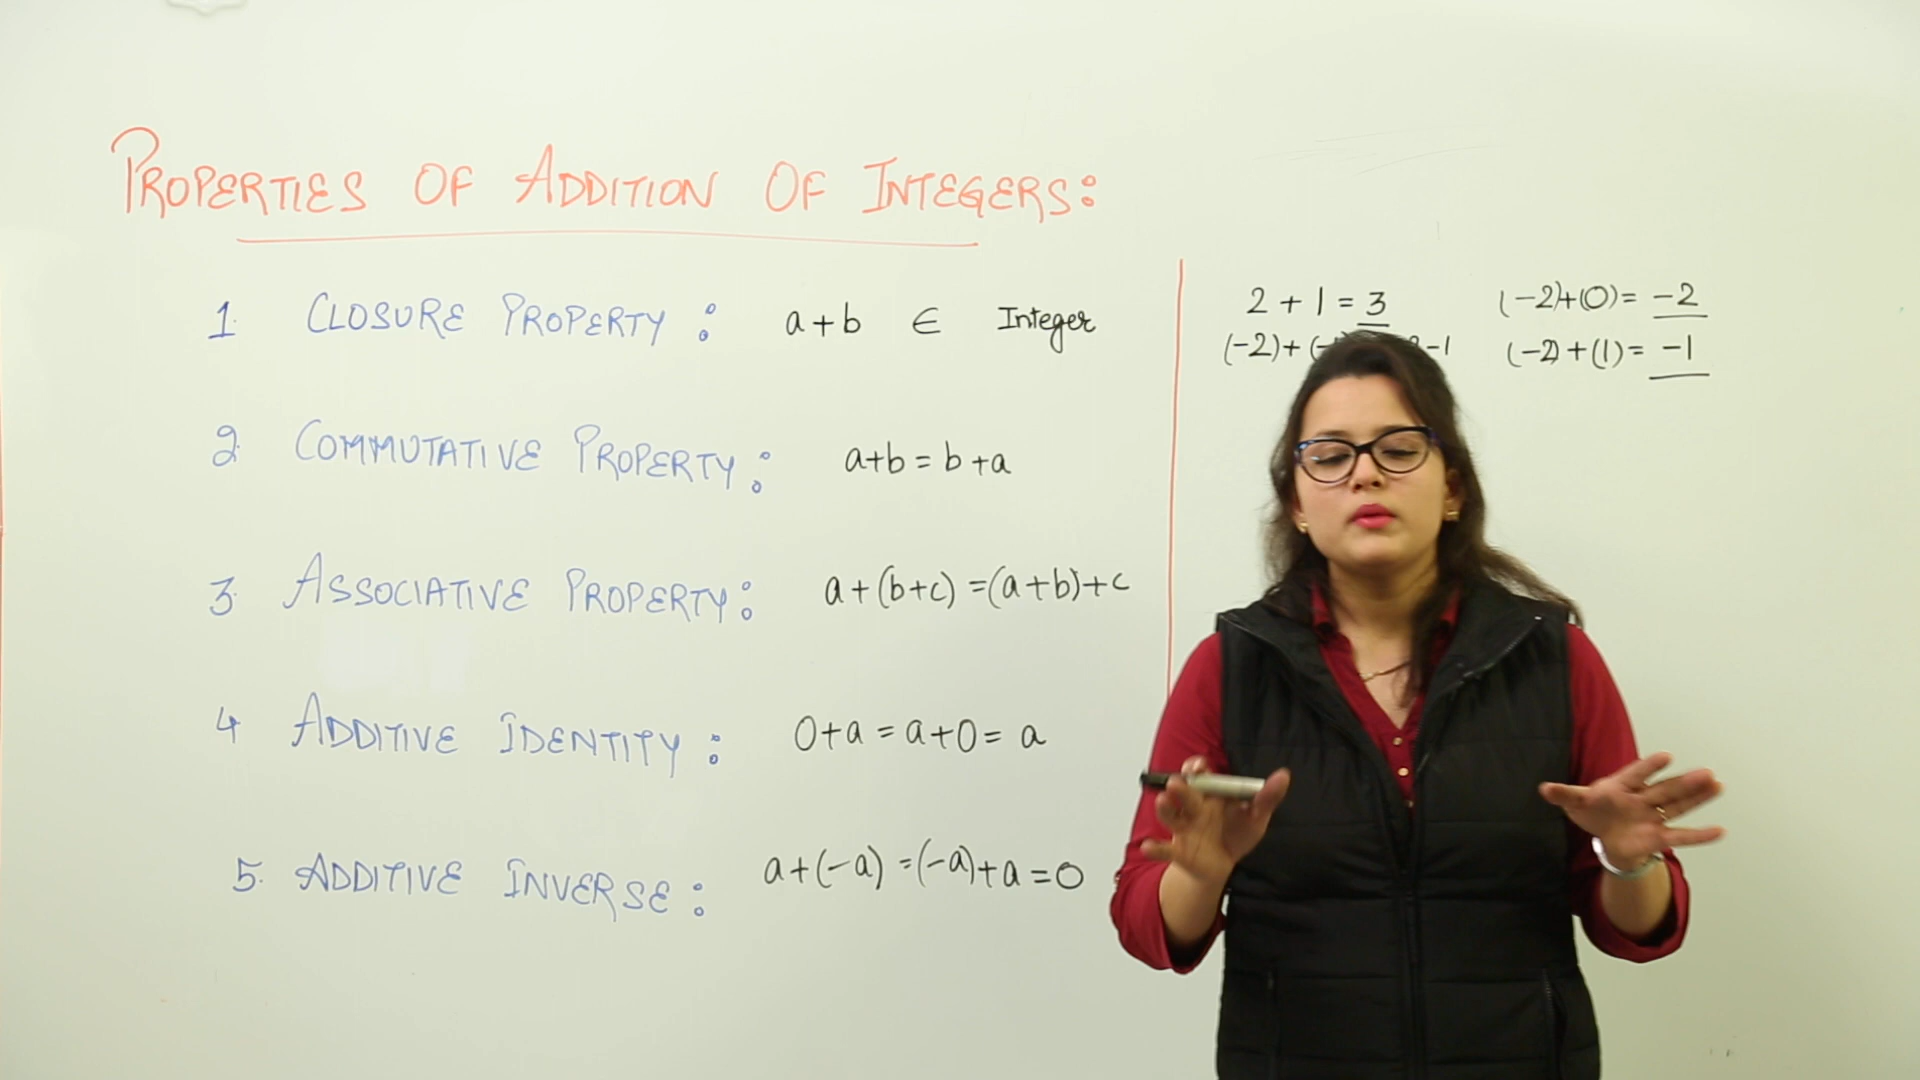 PROPERTIES OF ADDITION OF INTEGERS:
1. CLOSURE PROPERTY: a+b ∈ Integer
2. COMMUTATIVE PROPERTY: a+b = b+a
3. ASSOCIATIVE PROPERTY: a+(b+c) =(a+b)+c
4 ADDITIVE IDENTITY: 0+a = a+0= a
5. ADDITIVE INVERSE: a+(-a) =(-a)+a =0
2 + 1 = 3
(-2)+(0)= -2
(-2)+(
-1
(-2)+(1)= -1